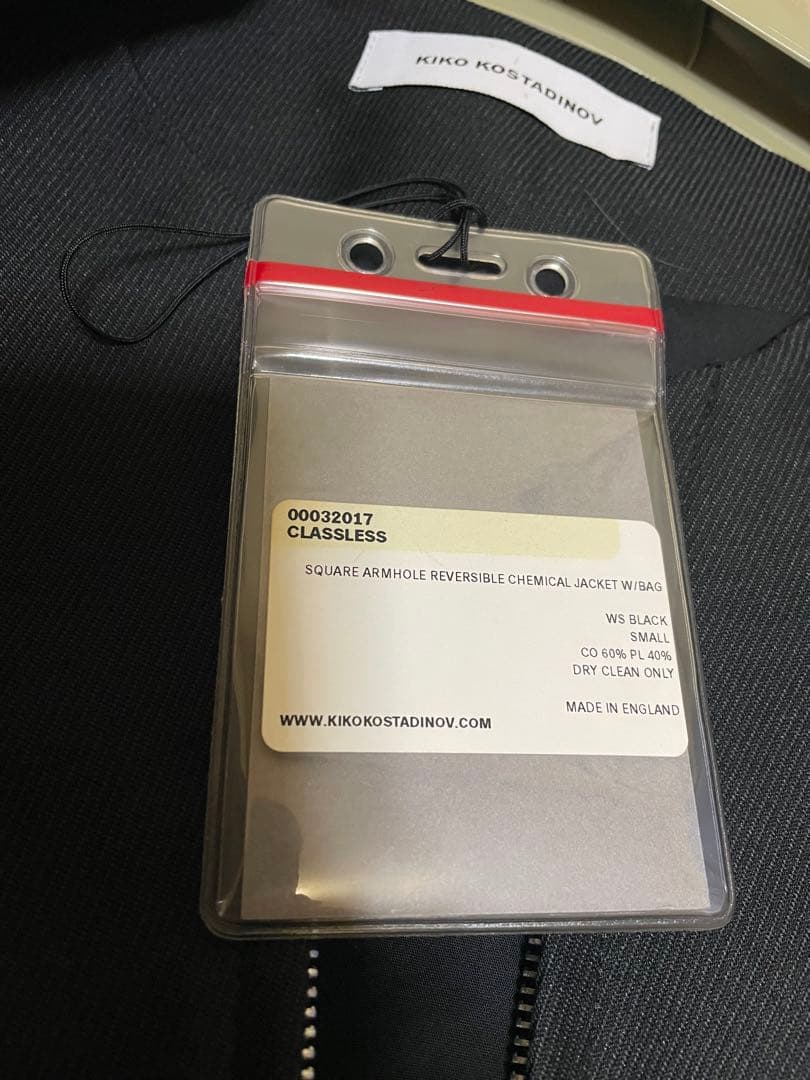 KIKO KOSTADINOV
00032017
CLASSLESS
SQUARE ARMHOLE REVERSIBLE CHEMICAL JACKET W/BAG
WS BLACK
SMALL
CO 60% PL 40%
DRY CLEAN ONLY
MADE IN ENGLAND
WWW.KIKOKOSTADINOV.COM